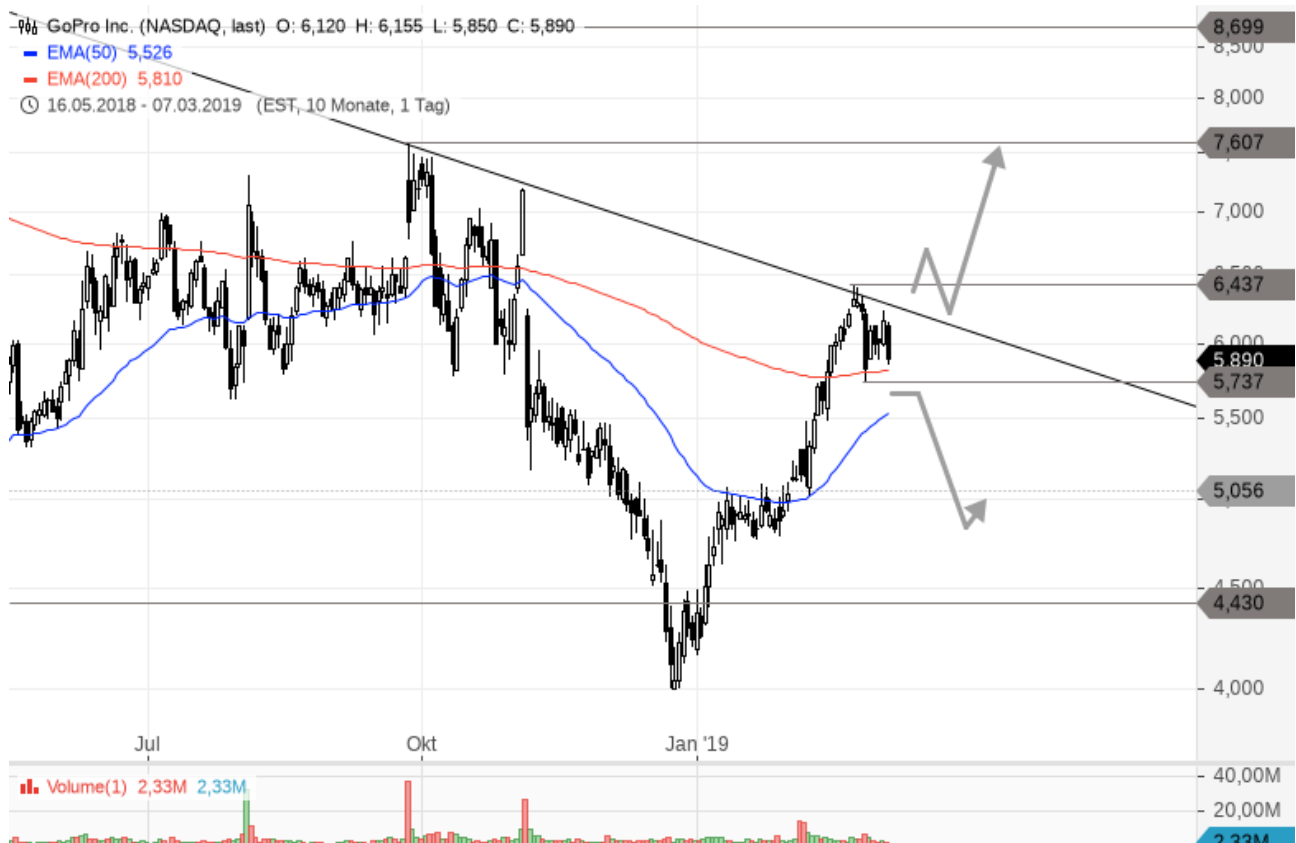 GoPro Inc. (NASDAQ, last) O: 6,120 H: 6,155 L: 5,850 C: 5,890
EMA(50) 5,526
EMA(200) 5,810
16.05.2018 - 07.03.2019 (EST, 10 Monate, 1 Tag)
8,699
8,500
8,000
7,607
7,000
6,437
6,000
5,890
5,737
5,500
5,056
4,500
4,430
4,000
Jul Okt Jan '19
Volume(1) 2,33M 2,33M
40,00M
20,00M
2,33M